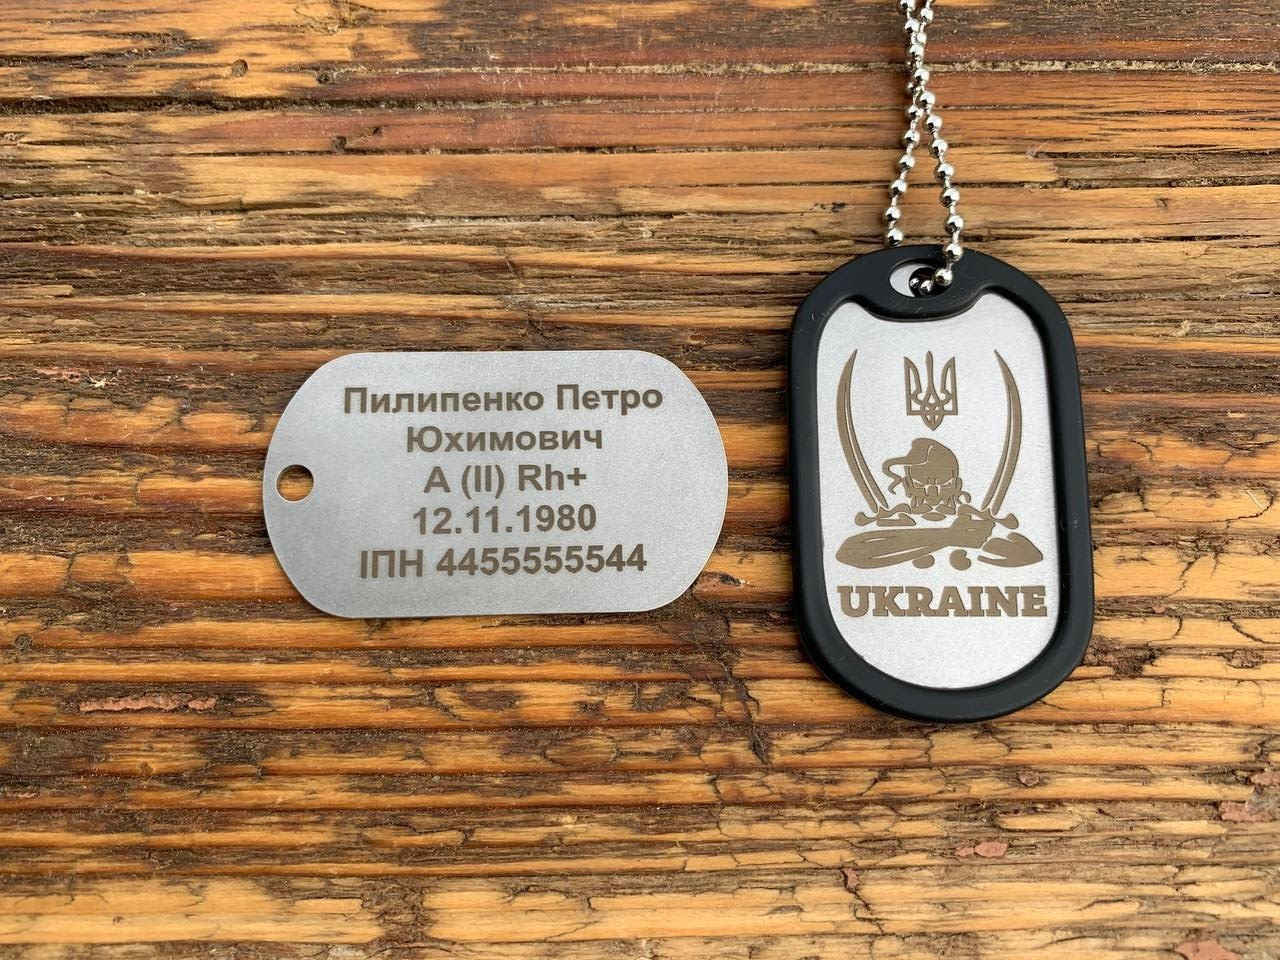 Пилипенко Петро
Юхимович
А (II) Rh+
12.11.1980
ІПН 4455555544
UKRAINE